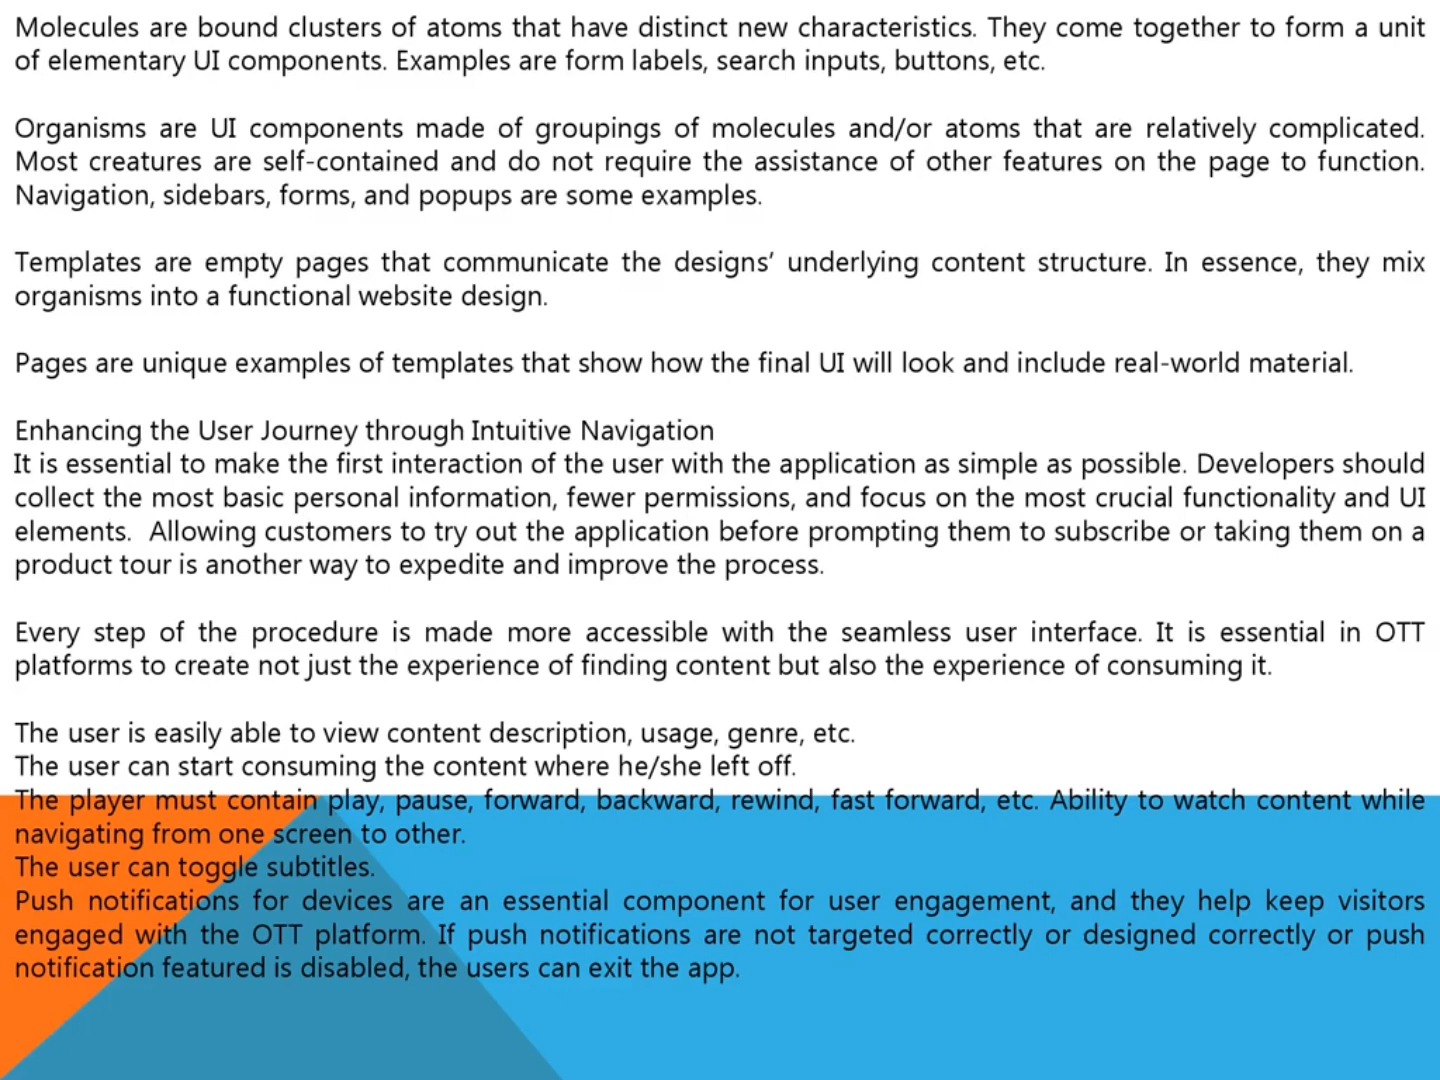 Molecules are bound clusters of atoms that have distinct new characteristics. They come together to form a unit
of elementary UI components. Examples are form labels, search inputs, buttons, etc.
Organisms are UI components made of groupings of molecules and/or atoms that are relatively complicated.
Most creatures are self-contained and do not require the assistance of other features on the page to function.
Navigation, sidebars, forms, and popups are some examples.
Templates are empty pages that communicate the designs’ underlying content structure. In essence, they mix
organisms into a functional website design.
Pages are unique examples of templates that show how the final UI will look and include real-world material.
Enhancing the User Journey through Intuitive Navigation
It is essential to make the first interaction of the user with the application as simple as possible. Developers should
collect the most basic personal information, fewer permissions, and focus on the most crucial functionality and UI
elements.  Allowing customers to try out the application before prompting them to subscribe or taking them on a
product tour is another way to expedite and improve the process.
Every step of the procedure is made more accessible with the seamless user interface. It is essential in OTT
platforms to create not just the experience of finding content but also the experience of consuming it.
The user is easily able to view content description, usage, genre, etc.
The user can start consuming the content where he/she left off.
The player must contain play, pause, forward, backward, rewind, fast forward, etc. Ability to watch content while
navigating from one screen to other.
The user can toggle subtitles.
Push notifications for devices are an essential component for user engagement, and they help keep visitors
engaged with the OTT platform. If push notifications are not targeted correctly or designed correctly or push
notification featured is disabled, the users can exit the app.